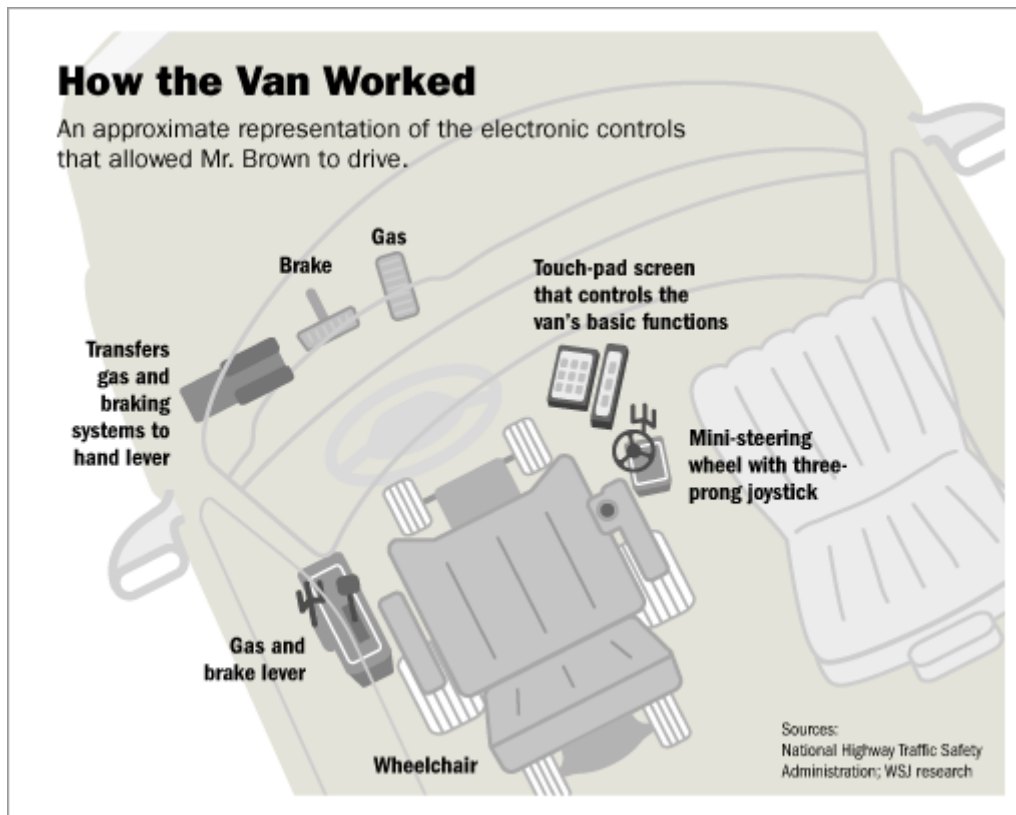 How the Van Worked
An approximate representation of the electronic controls
that allowed Mr. Brown to drive.
Gas
Brake
Touch-pad screen
that controls the
van's basic functions
Transfers
gas and
braking
systems to
hand lever
Mini-steering
wheel with three-
prong joystick
Gas and
brake lever
Wheelchair
Sources:
National Highway Traffic Safety
Administration; WSJ research